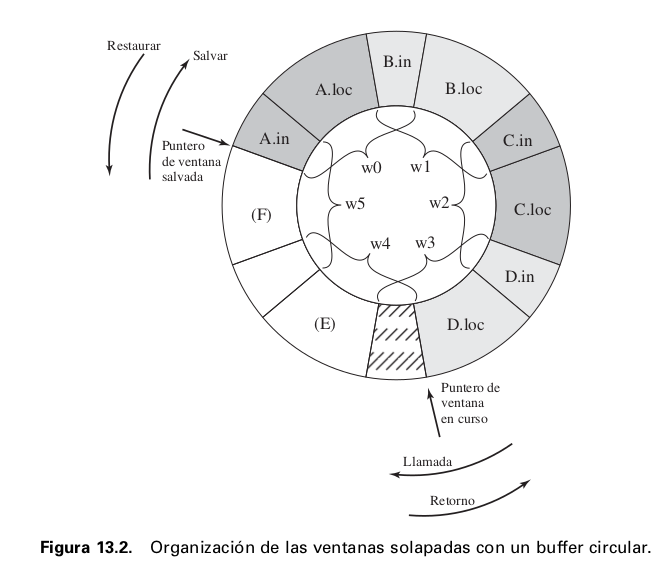 Restaurar
Salvar
Puntero
de ventana
salvada
A.in
A.loc
B.in
B.loc
C.in
C.loc
D.in
D.loc
(E)
(F)
w0
w1
w5
w2
w4
w3
Puntero de
ventana
en curso
Llamada
Retorno
Figura 13.2. Organización de las ventanas solapadas con un buffer circular.